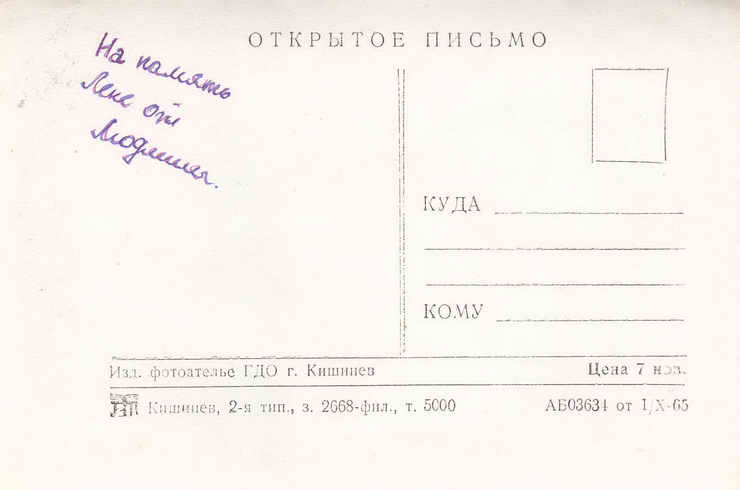 ОТКРЫТОЕ ПИСЬМО
На память
Лене от
Людмилы.
КУДА
КОМУ
Изд. фотоателье ГДО г. Кишинев
Цена 7 коп.
Кишинев, 2-я тип., з. 2668-фил., т. 5000
АБ03634 от 1/X-65